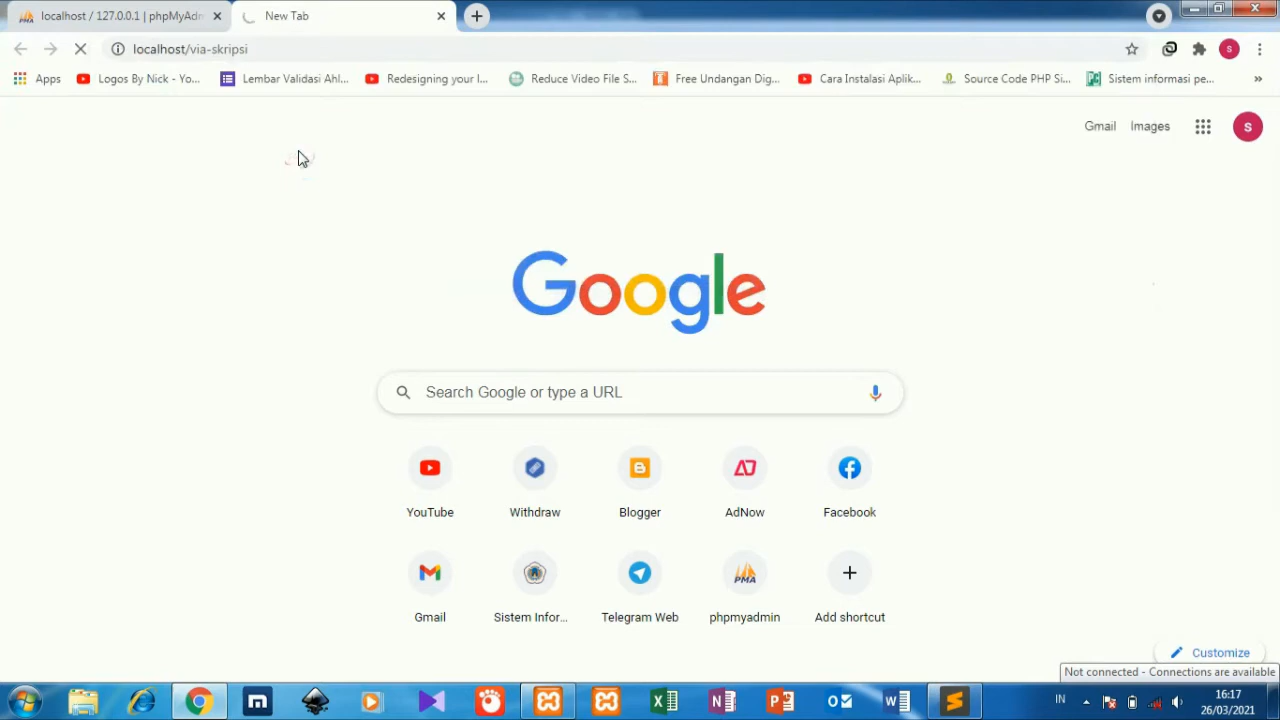 localhost / 127.0.0.1 | phpMyAdm
New Tab
localhost/via-skripsi
Apps
Logos By Nick - Yo...
Lembar Validasi Ahl...
Redesigning your l...
Reduce Video File S...
Free Undangan Dig...
Cara Instalasi Aplik...
Source Code PHP Si...
Sistem informasi pe...
Gmail
Images
s
s
Google
Search Google or type a URL
YouTube
Withdraw
Blogger
AdNow
Facebook
PMA
Gmail
Sistem Infor...
Telegram Web
phpmyadmin
Add shortcut
Customize
Not connected - Connections are available
IN
16:17
26/03/2021